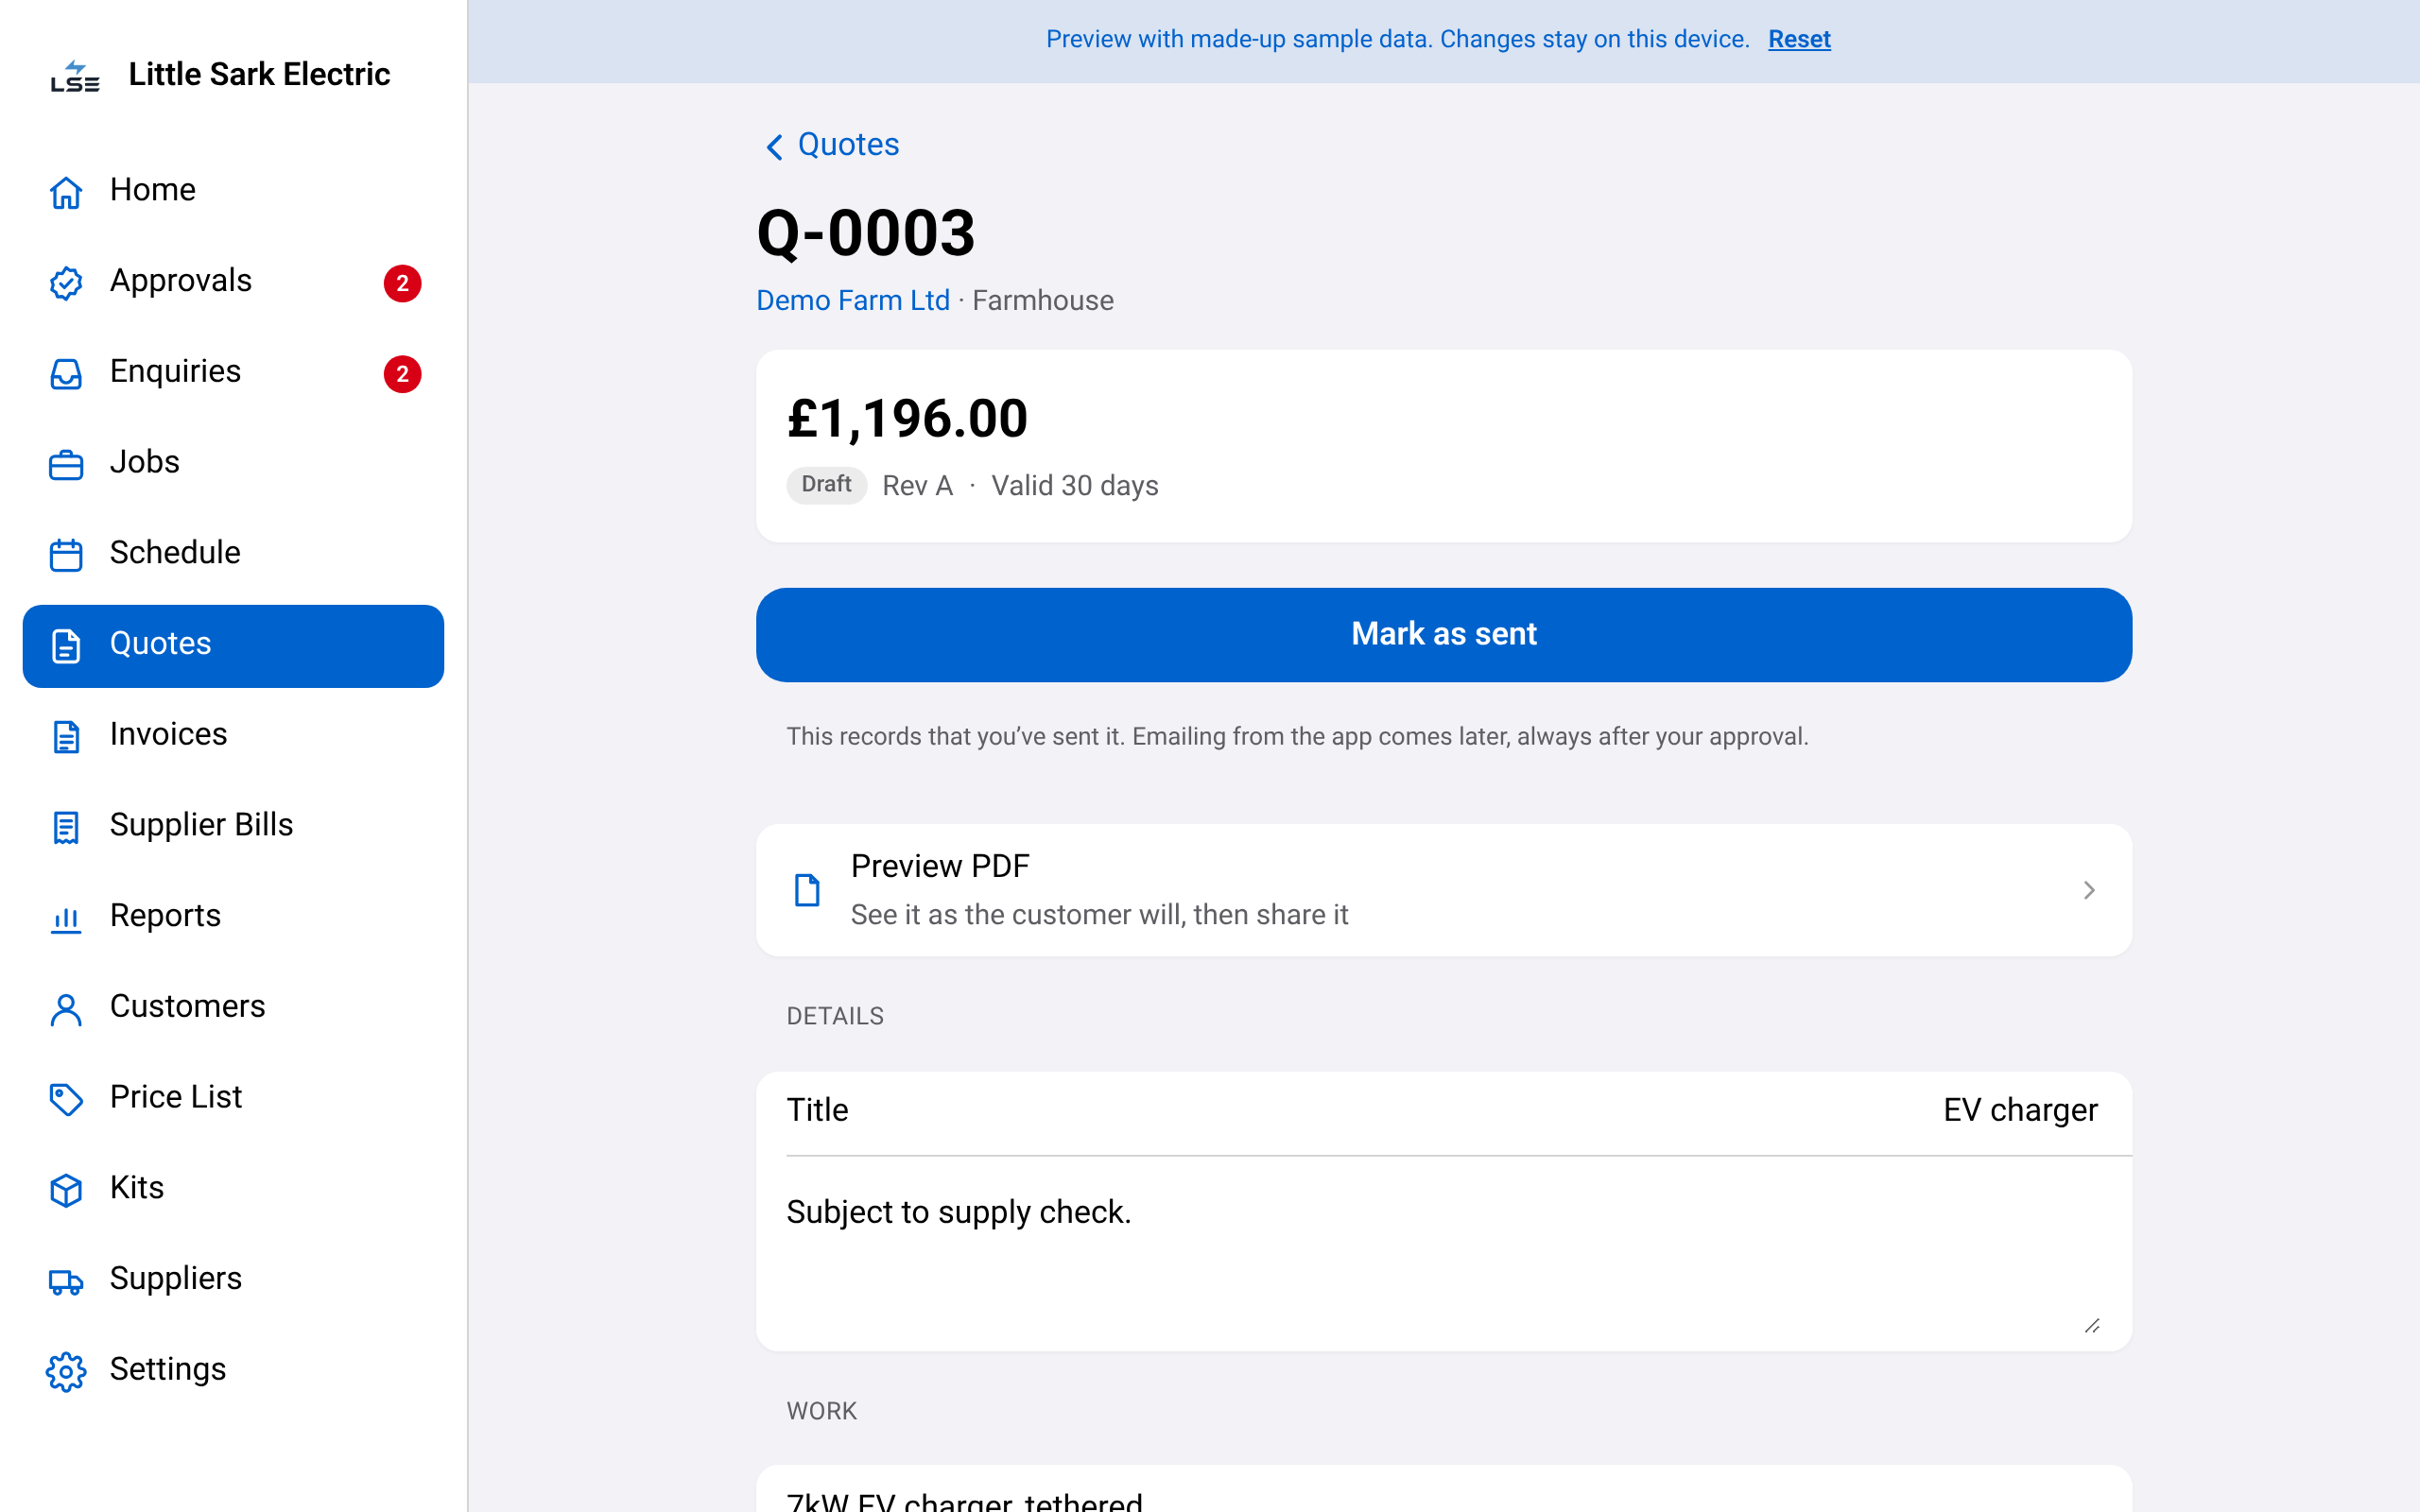 Preview with made-up sample data. Changes stay on this device. Reset
LSE
Little Sark Electric
Home
Approvals 2
Enquiries 2
Jobs
Schedule
Quotes
Invoices
Supplier Bills
Reports
Customers
Price List
Kits
Suppliers
Settings
Quotes
Q-0003
Demo Farm Ltd · Farmhouse
£1,196.00
Draft Rev A · Valid 30 days
Mark as sent
This records that you’ve sent it. Emailing from the app comes later, always after your approval.
Preview PDF
See it as the customer will, then share it
DETAILS
Title EV charger
Subject to supply check.
WORK
7kW EV charger, tethered